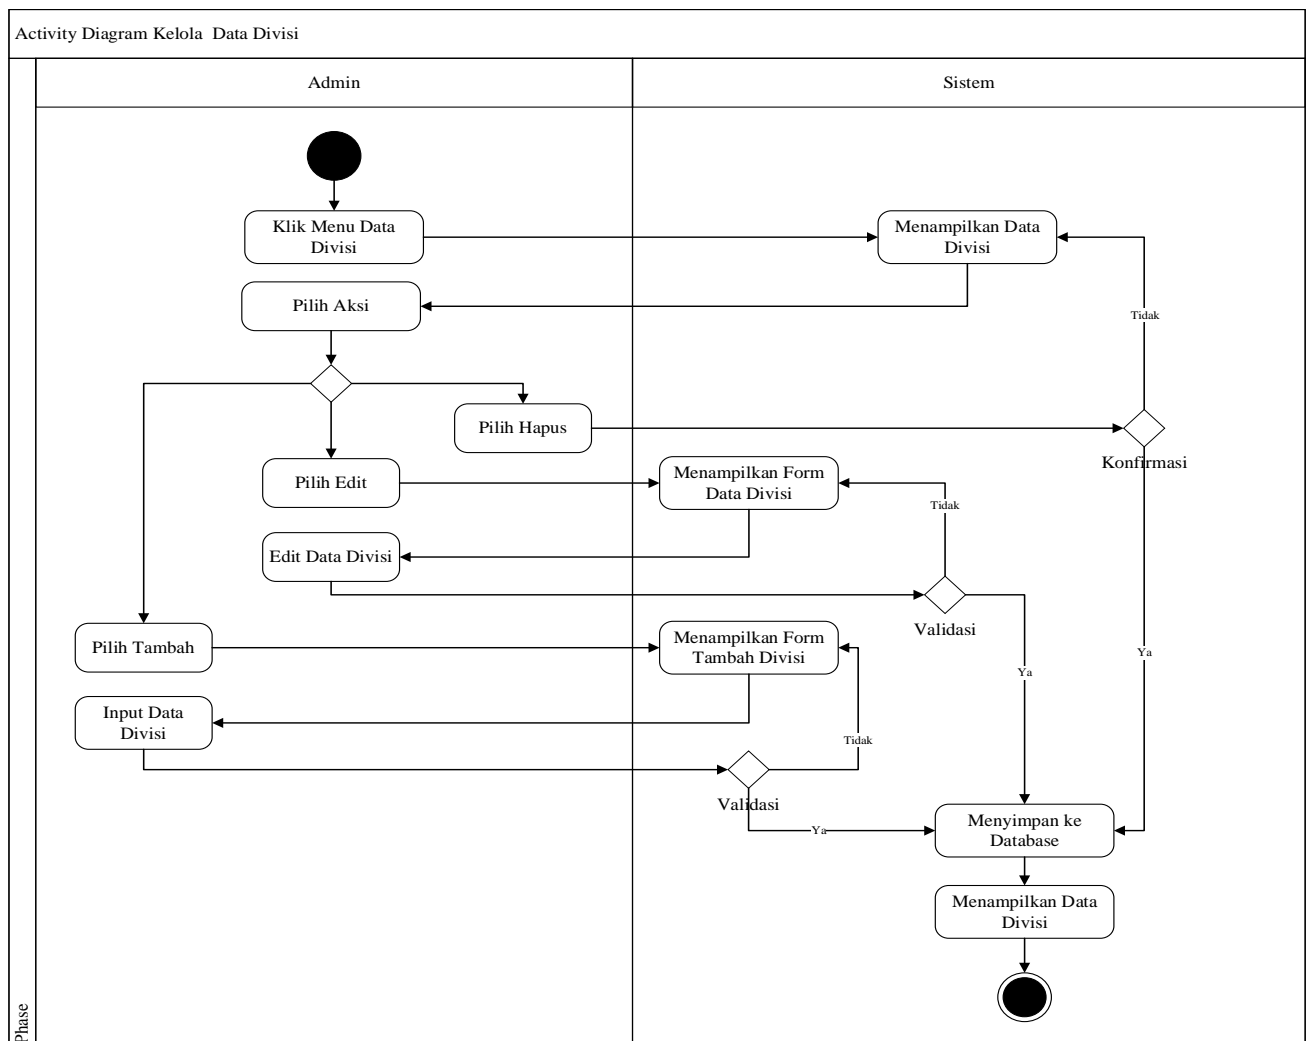 Activity Diagram Kelola  Data Divisi
Admin
Sistem
Klik Menu Data
Divisi
Menampilkan Data
Divisi
Pilih Aksi
Tidak
Pilih Hapus
Konfirmasi
Pilih Edit
Menampilkan Form
Data Divisi
Tidak
Edit Data Divisi
Validasi
Pilih Tambah
Menampilkan Form
Tambah Divisi
Ya
Ya
Input Data
Divisi
Tidak
Validasi
Ya
Menyimpan ke
Database
Menampilkan Data
Divisi
Phase